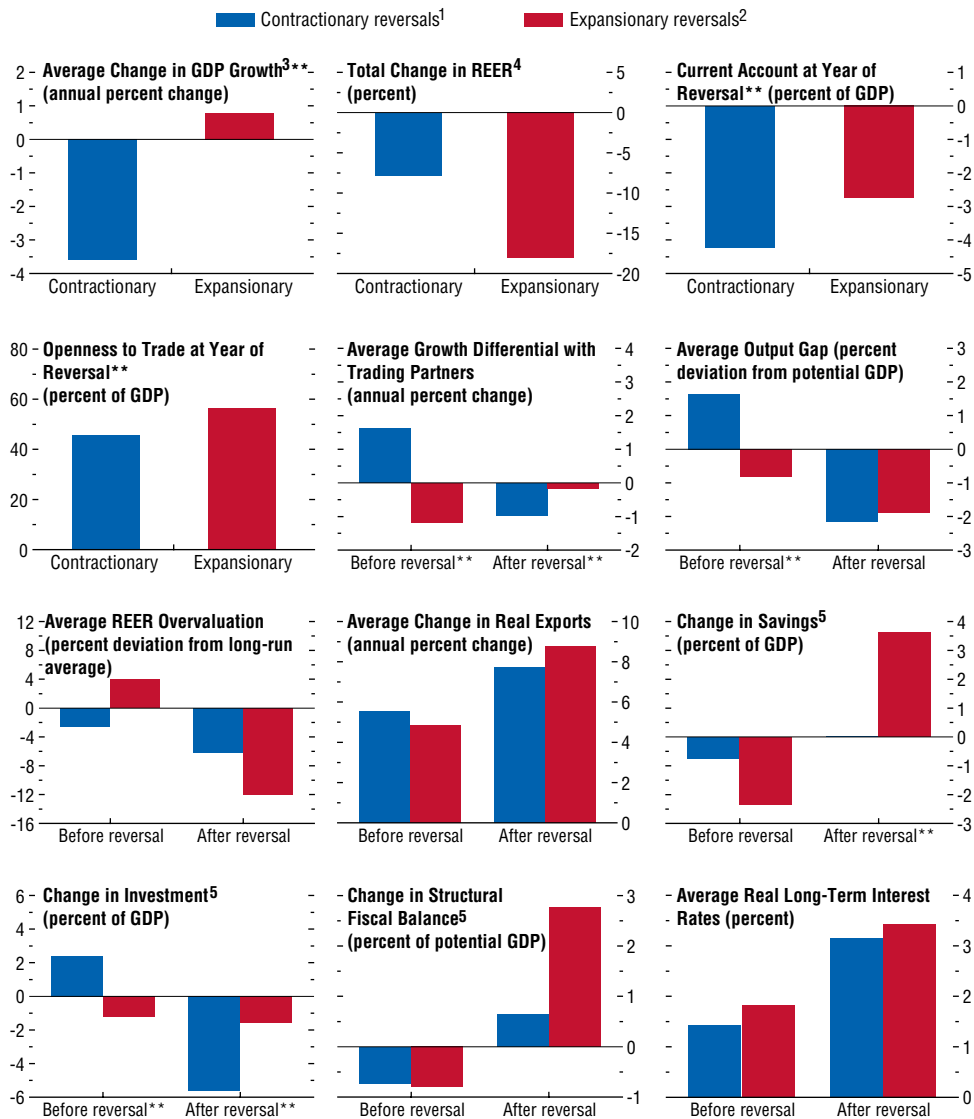 Contractionary reversals1 Expansionary reversals2
Average Change in GDP Growth3**
(annual percent change)
2
1
0
-1
-2
-3
-4
Contractionary Expansionary
Total Change in REER4
(percent)
5
0
-5
-10
-15
-20
Contractionary Expansionary
Current Account at Year of
Reversal** (percent of GDP)
1
0
-1
-2
-3
-4
-5
Contractionary Expansionary
Openness to Trade at Year of
Reversal**
(percent of GDP)
80
60
40
20
0
Contractionary Expansionary
Average Growth Differential with
Trading Partners
(annual percent change)
4
3
2
1
0
-1
-2
Before reversal** After reversal**
Average Output Gap (percent
deviation from potential GDP)
3
2
1
0
-1
-2
-3
Before reversal** After reversal
Average REER Overvaluation
(percent deviation from long-run
average)
12
8
4
0
-4
-8
-12
-16
Before reversal After reversal
Average Change in Real Exports
(annual percent change)
10
8
6
4
2
0
Before reversal After reversal
Change in Savings5
(percent of GDP)
4
3
2
1
0
-1
-2
-3
Before reversal After reversal**
Change in Investment5
(percent of GDP)
6
4
2
0
-2
-4
-6
Before reversal** After reversal**
Change in Structural
Fiscal Balance5
(percent of potential GDP)
3
2
1
0
-1
Before reversal After reversal
Average Real Long-Term Interest
Rates (percent)
4
3
2
1
0
Before reversal After reversal